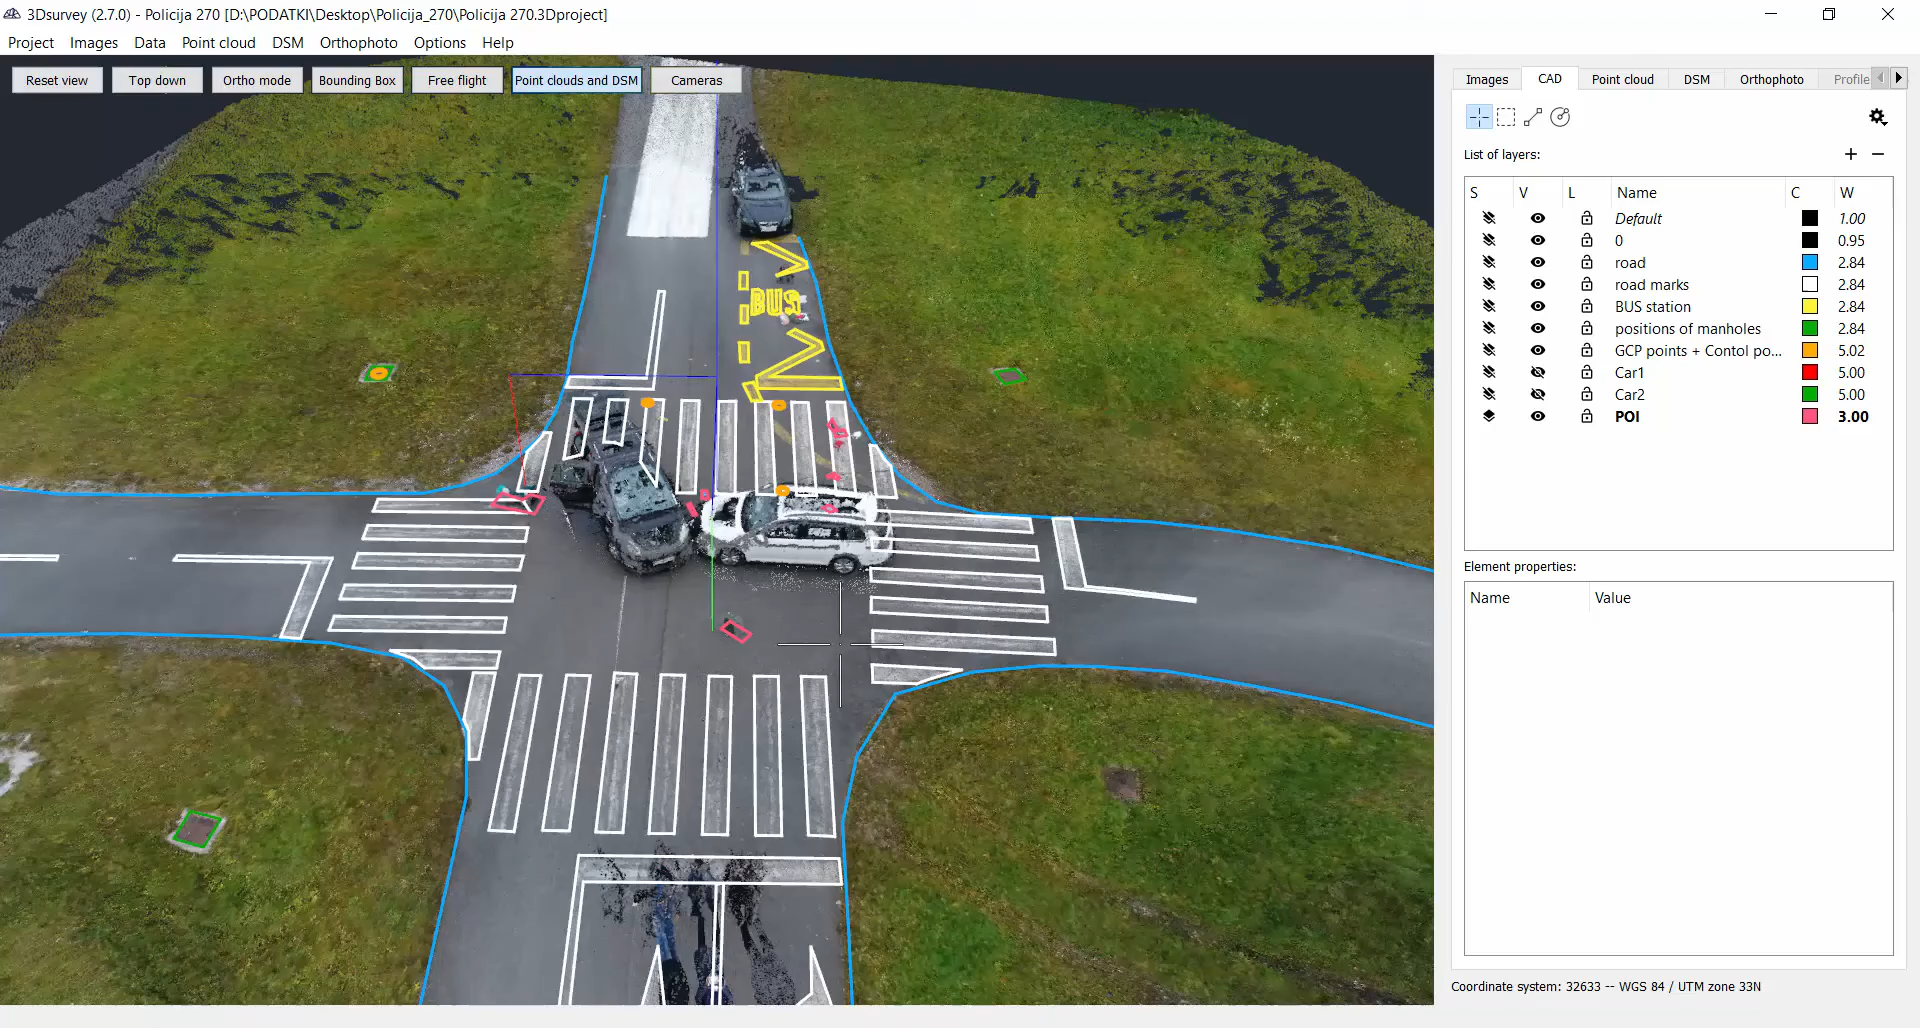 3Dsurvey (2.7.0) - Policija 270 [D:\PODATKI\Desktop\Policija_270\Policija 270.3Dproject]
Project Images Data Point cloud DSM Orthophoto Options Help
Reset view Top down Ortho mode Bounding Box Free flight Point clouds and DSM Cameras
Images CAD Point cloud DSM Orthophoto Profile
List of layers:
S V L Name C W
Default 1.00
0 0.95
road 2.84
road marks 2.84
BUS station 2.84
positions of manholes 2.84
GCP points + Contol po... 5.02
Car1 5.00
Car2 5.00
POI 3.00
Element properties:
Name Value
Coordinate system: 32633 -- WGS 84 / UTM zone 33N
BUS